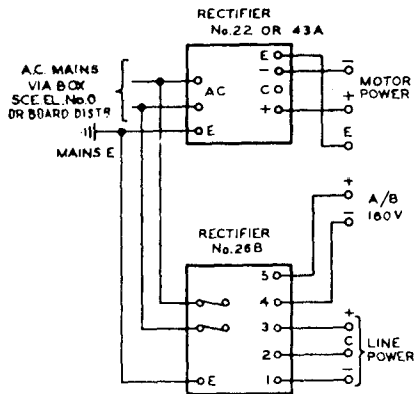 RECTIFIER
No.22 OR 43A
A.C. MAINS
VIA BOX
SCE EL. No.0
OR BOARD DISTR
MAINS E
AC
E
E
−
C
+
−
MOTOR
+
POWER
E
RECTIFIER
No.26B
E
5
4
3
2
1
+
A/B
−
160V
+
C
LINE
POWER
−